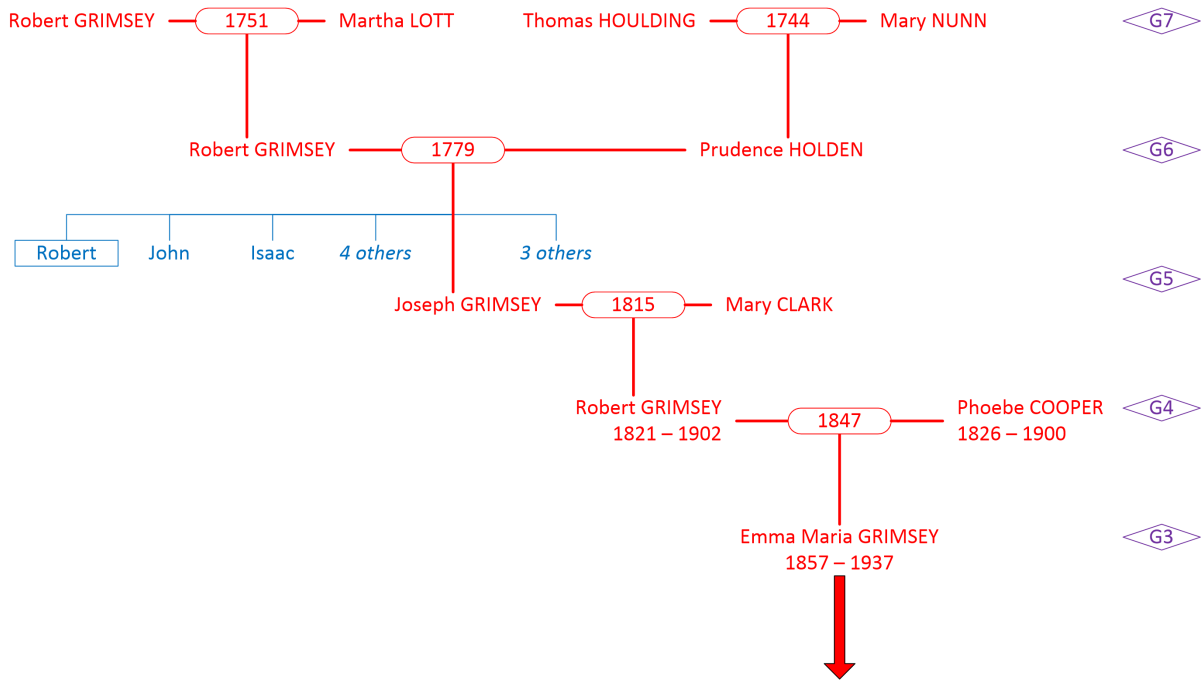 Robert GRIMSEY 1751 Martha LOTT Thomas HOULDING 1744 Mary NUNN G7
Robert GRIMSEY 1779 Prudence HOLDEN G6
Robert John Isaac 4 others 3 others
G5
Joseph GRIMSEY 1815 Mary CLARK
Robert GRIMSEY
1821 – 1902
1847
Phoebe COOPER
1826 – 1900
G4
Emma Maria GRIMSEY
1857 – 1937
G3